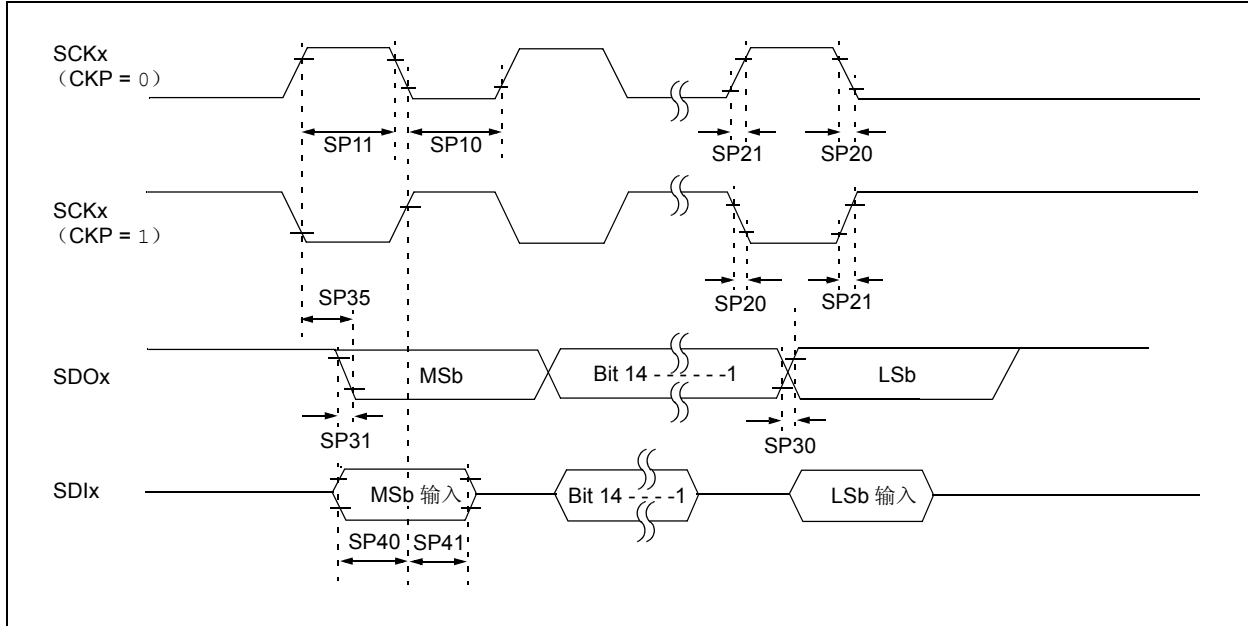 SCKx
（CKP = 0）
SP11
SP10
SP21
SP20
SCKx
（CKP = 1）
SP35
SP20
SP21
SDOx
MSb
Bit 14 - - - - - -1
LSb
SP31
SP30
SDIx
MSb 输入
Bit 14 - - - - -1
LSb 输入
SP40
SP41